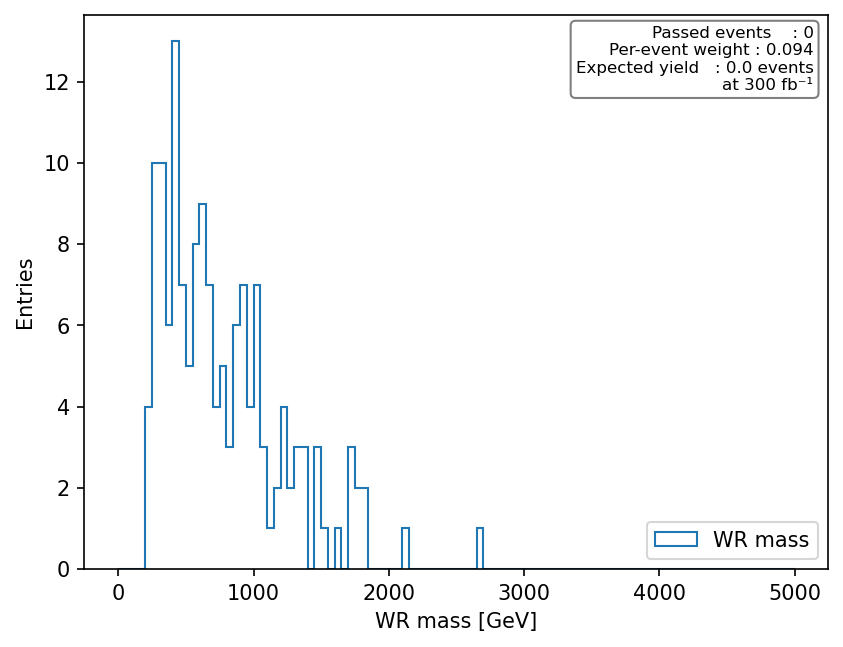 Passed events    : 0
Per-event weight : 0.094
Expected yield   : 0.0 events
at 300 fb⁻¹
12
10
8
6
4
2
0
Entries
WR mass
0 1000 2000 3000 4000 5000
WR mass [GeV]